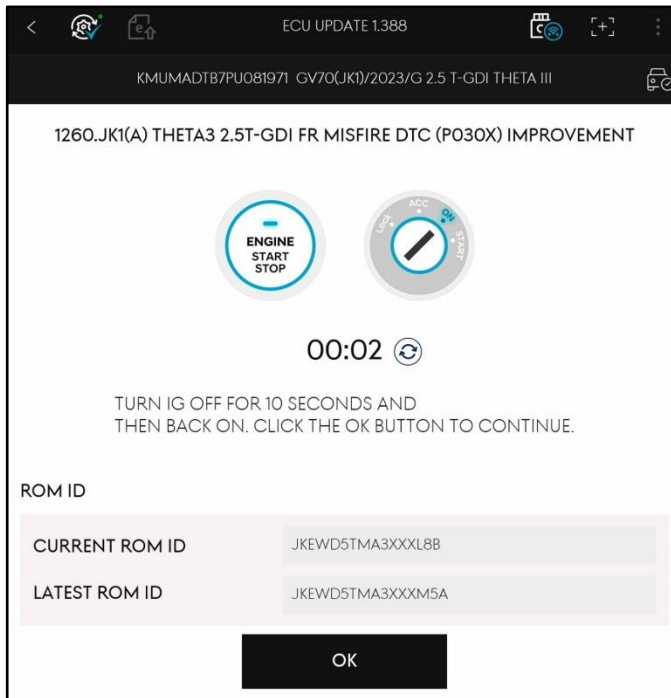 ECU UPDATE 1.388
KMUMADTB7PU081971 GV70(JK1)/2023/G 2.5 T-GDI THETA III
1260.JK1(A) THETA3 2.5T-GDI FR MISFIRE DTC (P030X) IMPROVEMENT
ENGINE
START
STOP
Lock
ACC
ON
START
00:02
TURN IG OFF FOR 10 SECONDS AND
THEN BACK ON. CLICK THE OK BUTTON TO CONTINUE.
ROM ID
CURRENT ROM ID JKEWD5TMA3XXXL8B
LATEST ROM ID JKEWD5TMA3XXXM5A
OK